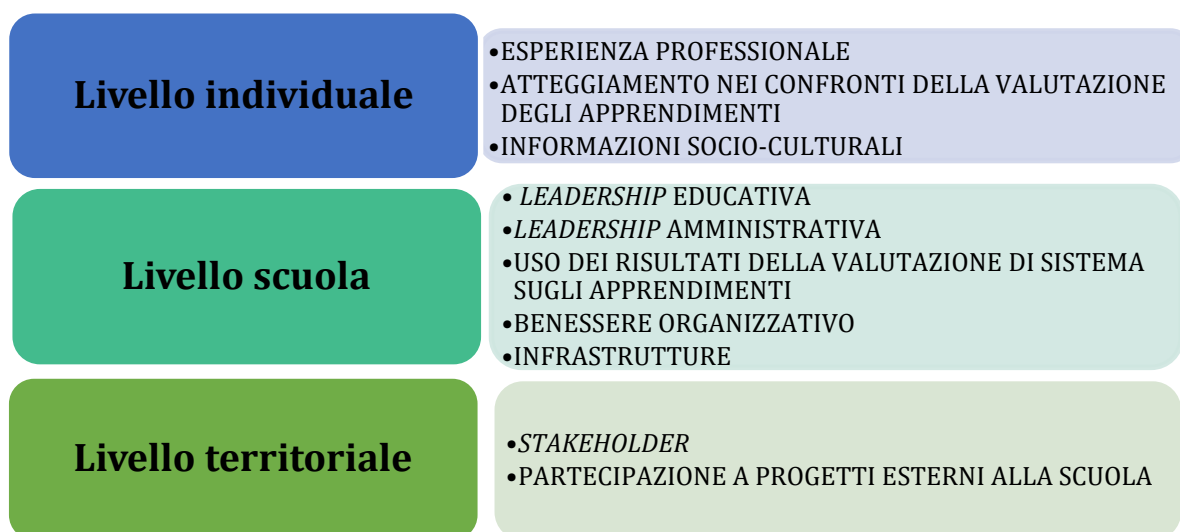 Livello individuale
•ESPERIENZA PROFESSIONALE
•ATTEGGIAMENTO NEI CONFRONTI DELLA VALUTAZIONE
DEGLI APPRENDIMENTI
•INFORMAZIONI SOCIO-CULTURALI
Livello scuola
• LEADERSHIP EDUCATIVA
•LEADERSHIP AMMINISTRATIVA
•USO DEI RISULTATI DELLA VALUTAZIONE DI SISTEMA
SUGLI APPRENDIMENTI
•BENESSERE ORGANIZZATIVO
•INFRASTRUTTURE
Livello territoriale
•STAKEHOLDER
•PARTECIPAZIONE A PROGETTI ESTERNI ALLA SCUOLA